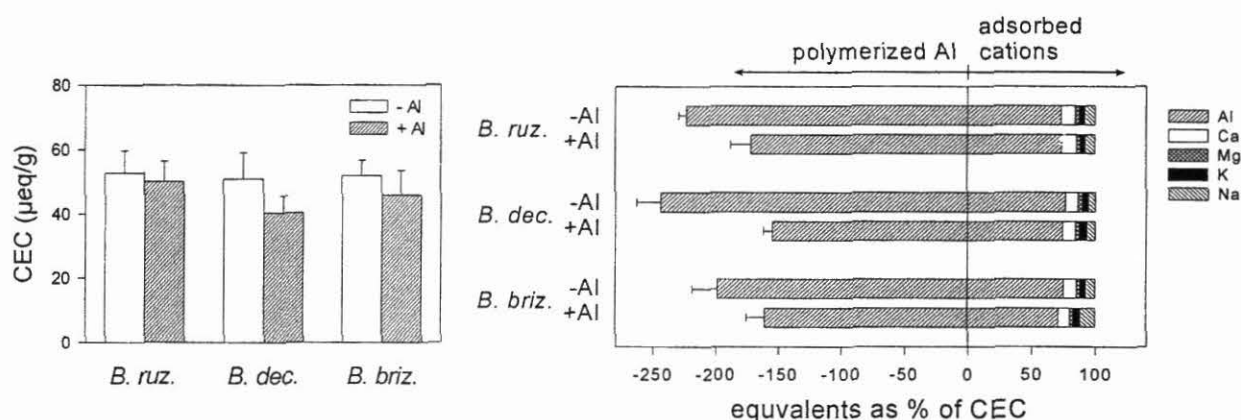 80
60
40
20
0
CEC (µeq/g)
- Al
+ Al
B. ruz.
B. dec.
B. briz.
polymerized Al
adsorbed
cations
B. ruz.
-Al
+Al
B. dec.
-Al
+Al
B. briz.
-Al
+Al
Al
Ca
Mg
K
Na
-250 -200 -150 -100 -50 0 50 100
equvalents as % of CEC